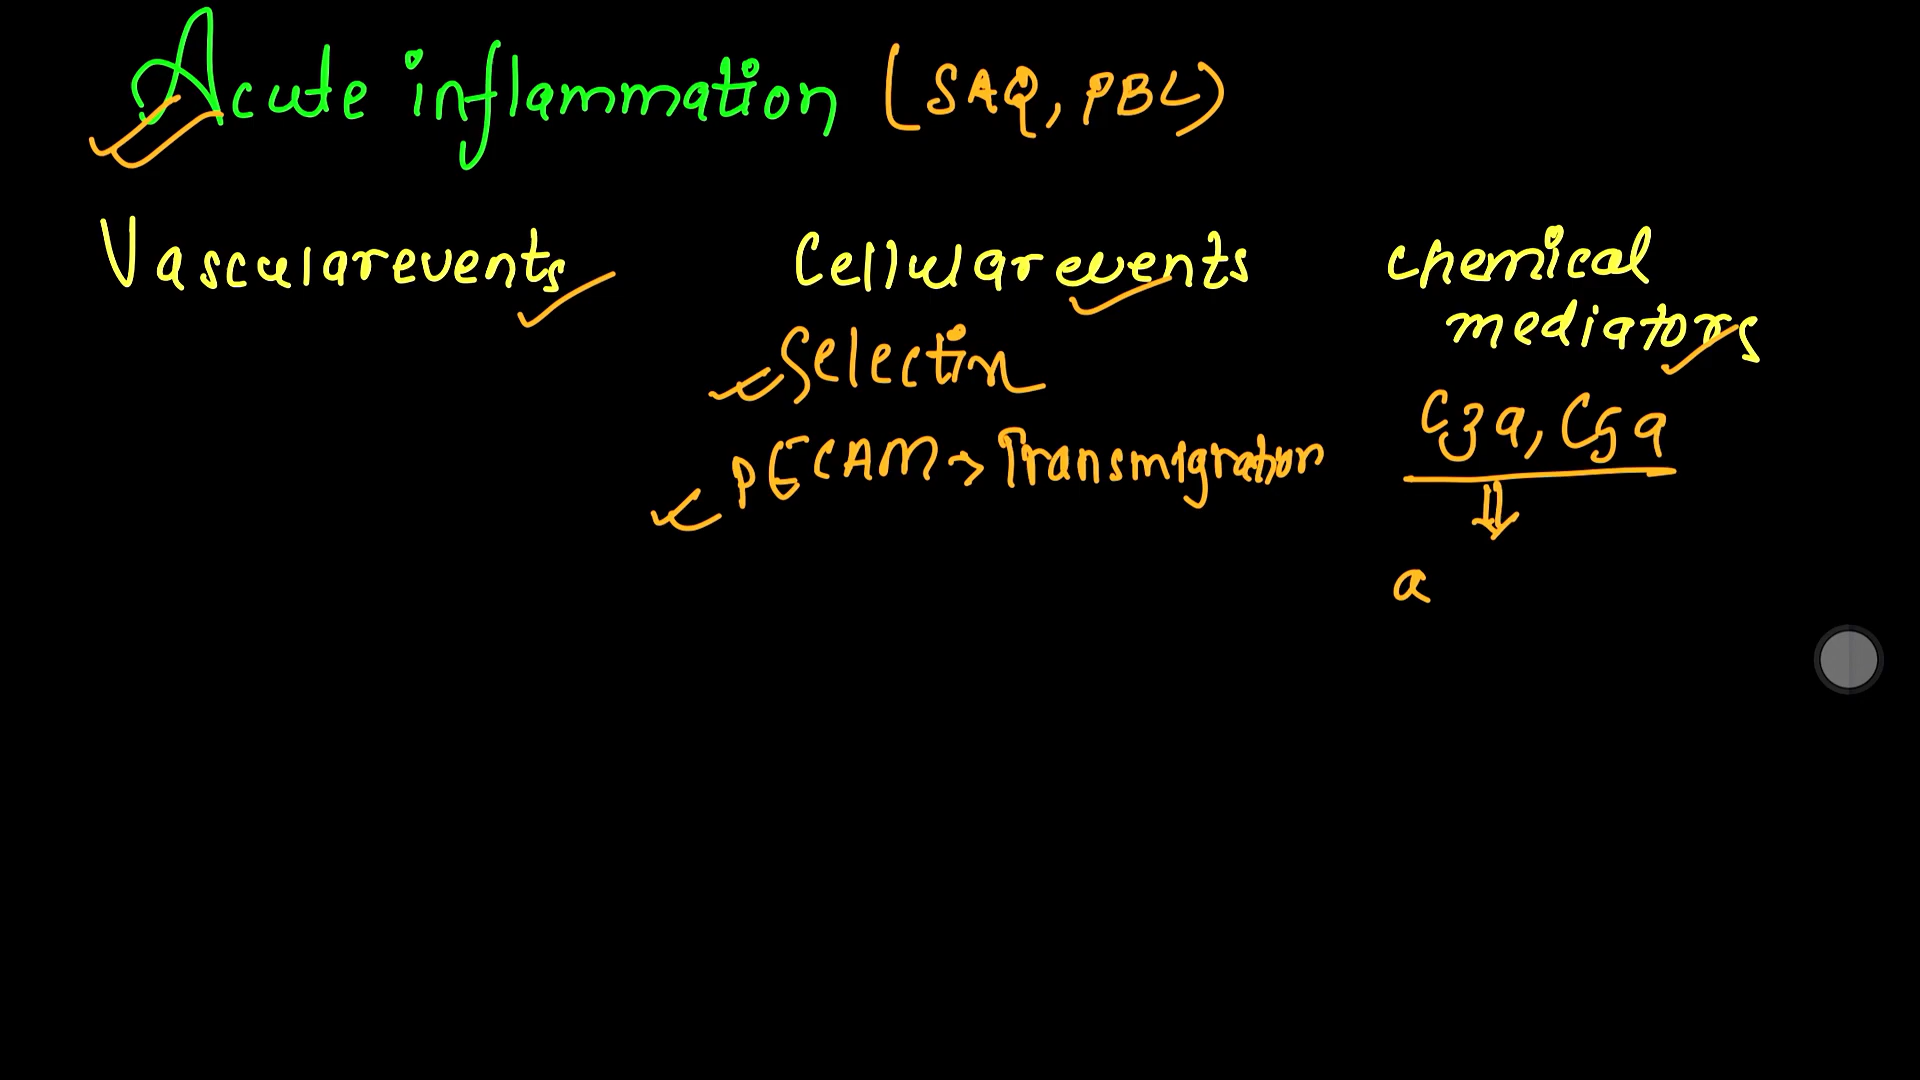 Acute inflammation (SAQ, PBL)
Vascular events
Cellular events
Selectin
PECAM → Transmigration
chemical
mediators
C3a, C5a
⇓
a